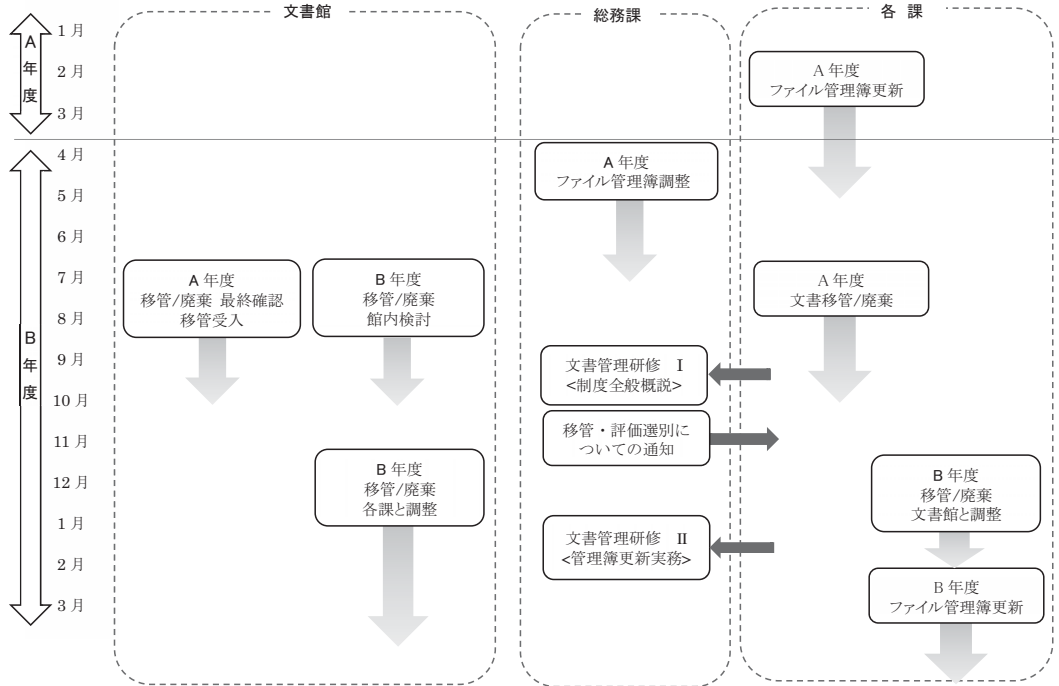 文書館
総務課
各 課
A
年
度
1 月
2 月
3 月
A 年度
ファイル管理簿更新
B
年
度
4 月
5 月
6 月
7 月
8 月
9 月
10 月
11 月
12 月
1 月
2 月
3 月
A 年度
ファイル管理簿調整
A 年度
移管/廃棄 最終確認
移管受入
B 年度
移管/廃棄
館内検討
A 年度
文書移管/廃棄
文書管理研修 Ⅰ
<制度全般概説>
移管・評価選別に
ついての通知
B 年度
移管/廃棄
各課と調整
B 年度
移管/廃棄
文書館と調整
文書管理研修 Ⅱ
<管理簿更新実務>
B 年度
ファイル管理簿更新